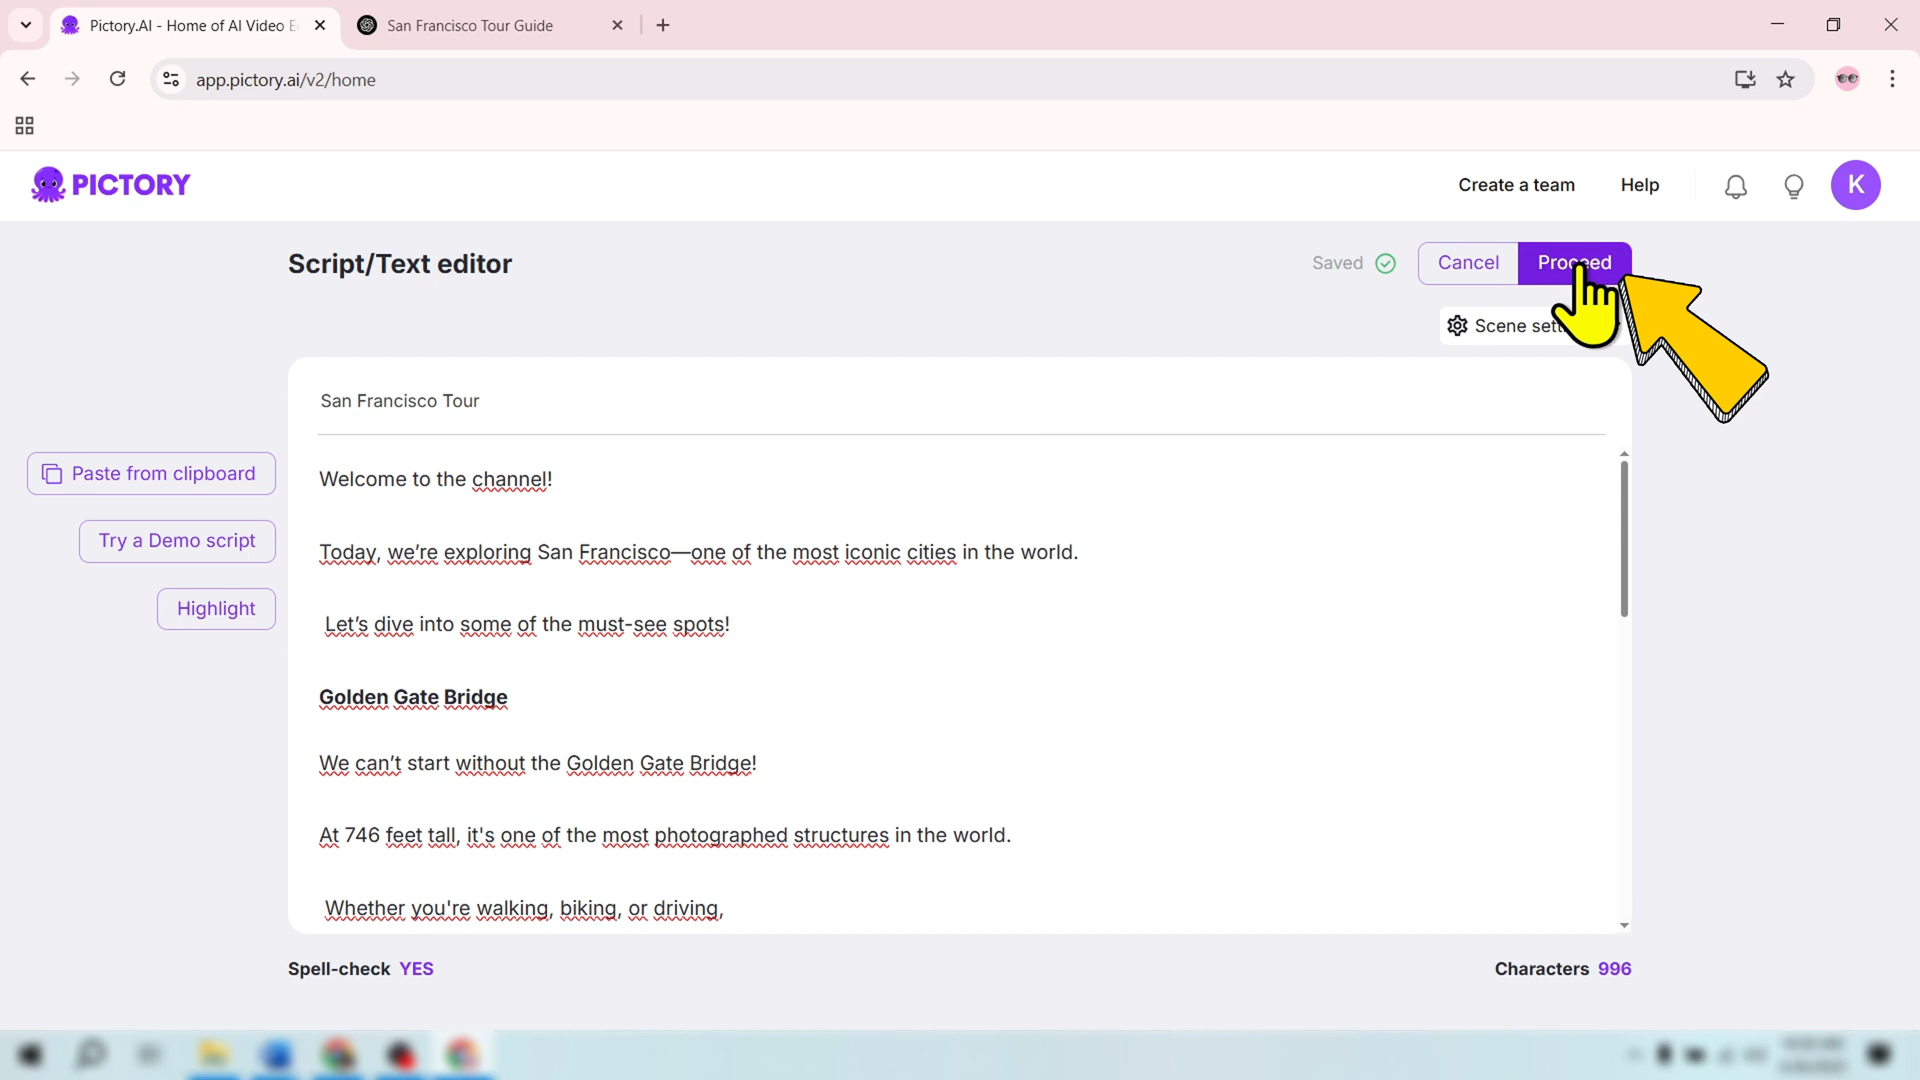 Pictory.AI - Home of AI Video E
San Francisco Tour Guide
app.pictory.ai/v2/home
PICTORY
Create a team
Help
K
Script/Text editor
Saved
Cancel
Proceed
Scene sett
San Francisco Tour
Paste from clipboard
Try a Demo script
Highlight
Welcome to the channel!
Today, we’re exploring San Francisco—one of the most iconic cities in the world.
Let’s dive into some of the must-see spots!
Golden Gate Bridge
We can’t start without the Golden Gate Bridge!
At 746 feet tall, it's one of the most photographed structures in the world.
Whether you're walking, biking, or driving,
Spell-check YES
Characters 996